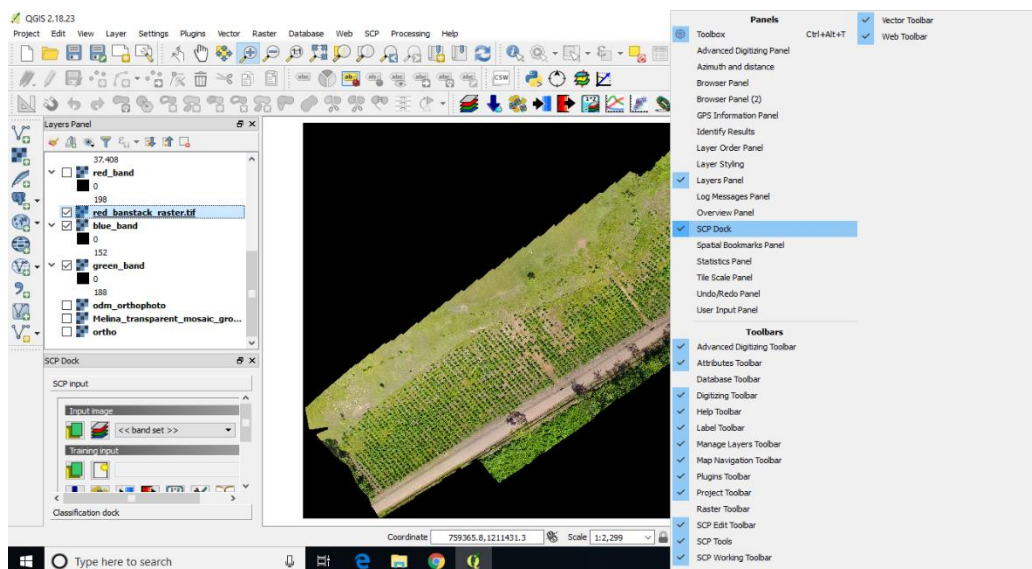 QGIS 2.18.23
Project Edit View Layer Settings Plugins Vector Raster Database Web SCP Processing Help
Layers Panel
37.408
red_band
0
198
red_banstack_raster.tif
blue_band
0
152
green_band
0
188
odm_orthophoto
Melina_transparent_mosaic_gro...
ortho
SCP Dock
SCP input
Input image
<< band set >>
Training input
Classification dock
Coordinate 759365.8,1211431.3 Scale 1:2,299
Type here to search
Panels
Toolbox Ctrl+Alt+T
Advanced Digitizing Panel
Azimuth and distance
Browser Panel
Browser Panel (2)
GPS Information Panel
Identify Results
Layer Order Panel
Layer Styling
Layers Panel
Log Messages Panel
Overview Panel
SCP Dock
Spatial Bookmarks Panel
Statistics Panel
Tile Scale Panel
Undo/Redo Panel
User Input Panel
Toolbars
Advanced Digitizing Toolbar
Attributes Toolbar
Database Toolbar
Digitizing Toolbar
Help Toolbar
Label Toolbar
Manage Layers Toolbar
Map Navigation Toolbar
Plugins Toolbar
Project Toolbar
Raster Toolbar
SCP Edit Toolbar
SCP Tools
SCP Working Toolbar
Vector Toolbar
Web Toolbar